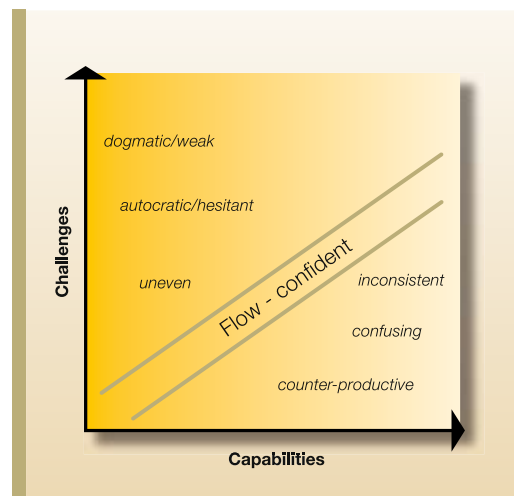 dogmatic/weak
autocratic/hesitant
uneven
Flow - confident
inconsistent
confusing
counter-productive
Challenges
Capabilities